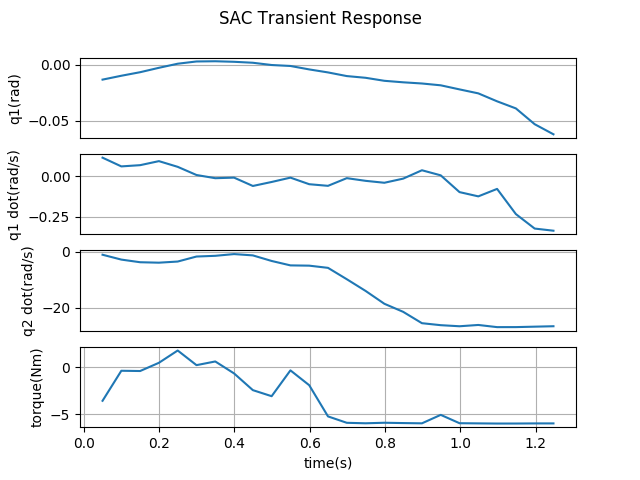 SAC Transient Response
q1(rad)
0.00
−0.05
q1 dot(rad/s)
0.00
−0.25
q2 dot(rad/s)
0
−20
torque(Nm)
0
−5
0.0 0.2 0.4 0.6 0.8 1.0 1.2
time(s)